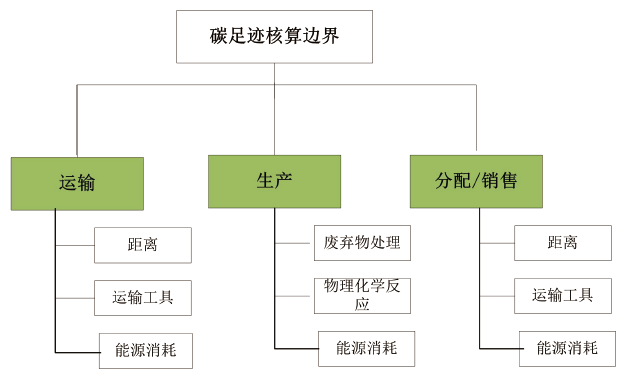 碳足迹核算边界
运输
生产
分配/销售
距离
运输工具
能源消耗
废弃物处理
物理化学反
应
能源消耗
距离
运输工具
能源消耗